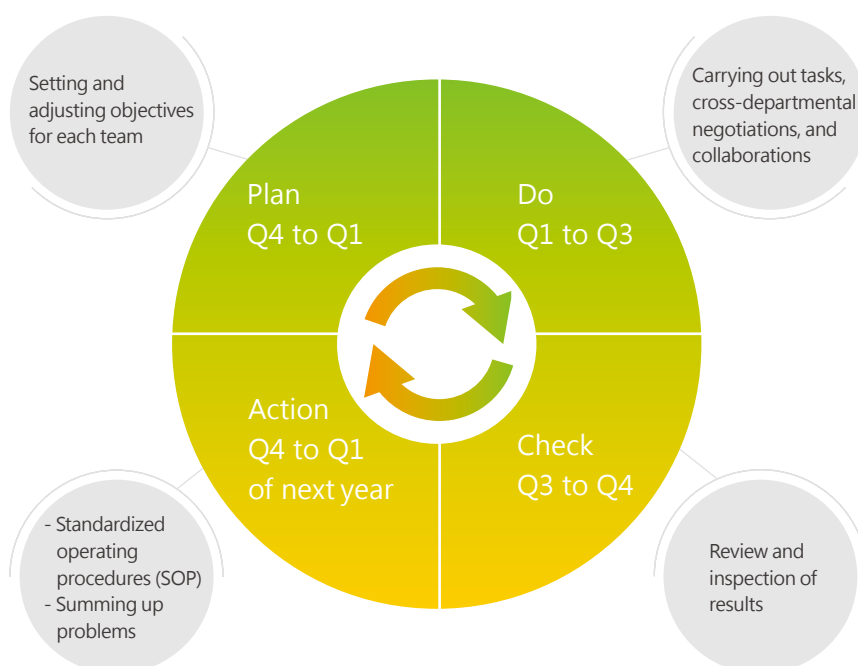 Setting and
adjusting objectives
for each team
Carrying out tasks,
cross-departmental
negotiations, and
collaborations
Plan
Q4 to Q1
Do
Q1 to Q3
Action
Q4 to Q1
of next year
Check
Q3 to Q4
- Standardized
operating
procedures (SOP)
- Summing up
problems
Review and
inspection of
results